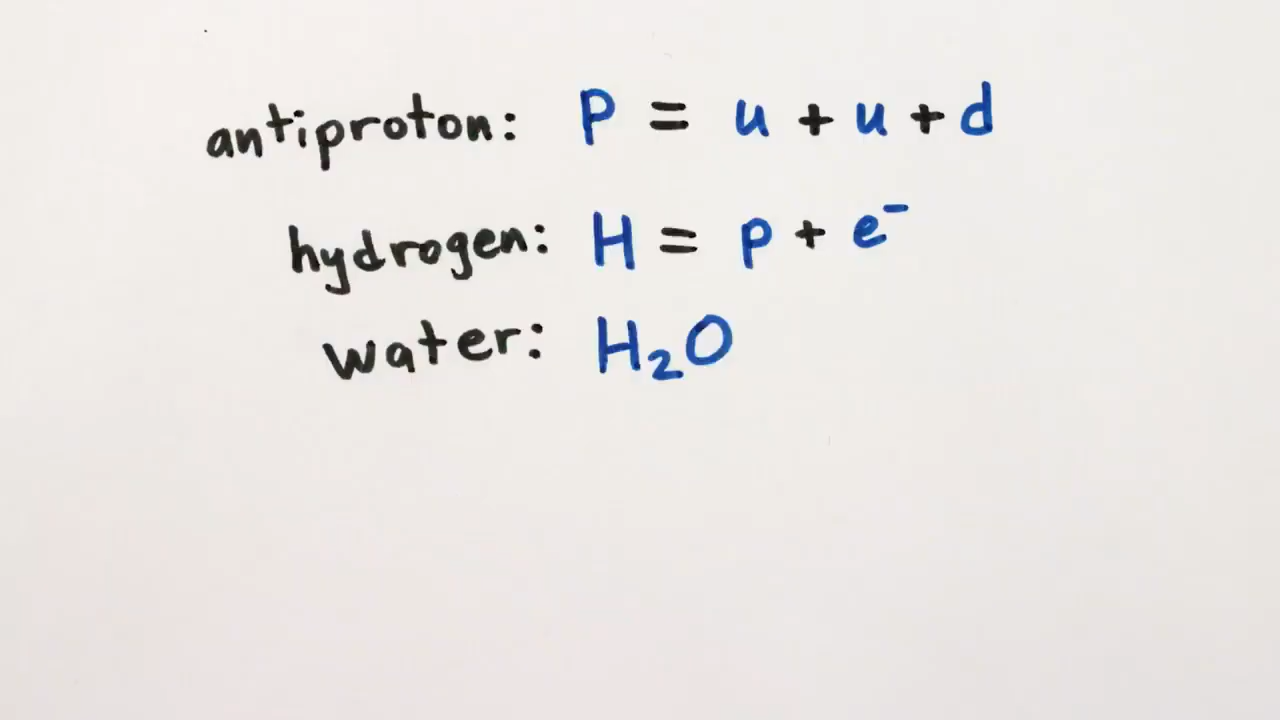 antiproton: P = u + u + d
hydrogen: H = p + e⁻
water: H₂O